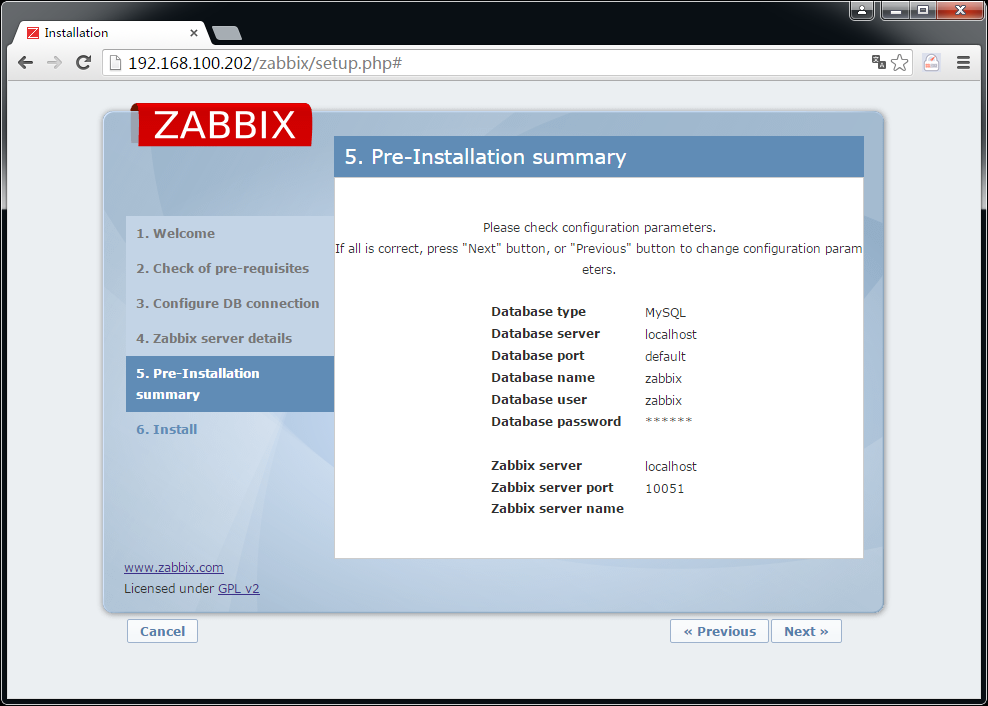 Installation
192.168.100.202/zabbix/setup.php#
ZABBIX
5. Pre-Installation summary
1. Welcome
2. Check of pre-requisites
3. Configure DB connection
4. Zabbix server details
5. Pre-Installation
summary
6. Install
Please check configuration parameters.
If all is correct, press "Next" button, or "Previous" button to change configuration param
eters.
Database type MySQL
Database server localhost
Database port default
Database name zabbix
Database user zabbix
Database password ******
Zabbix server localhost
Zabbix server port 10051
Zabbix server name
www.zabbix.com
Licensed under GPL v2
Cancel
« Previous
Next »